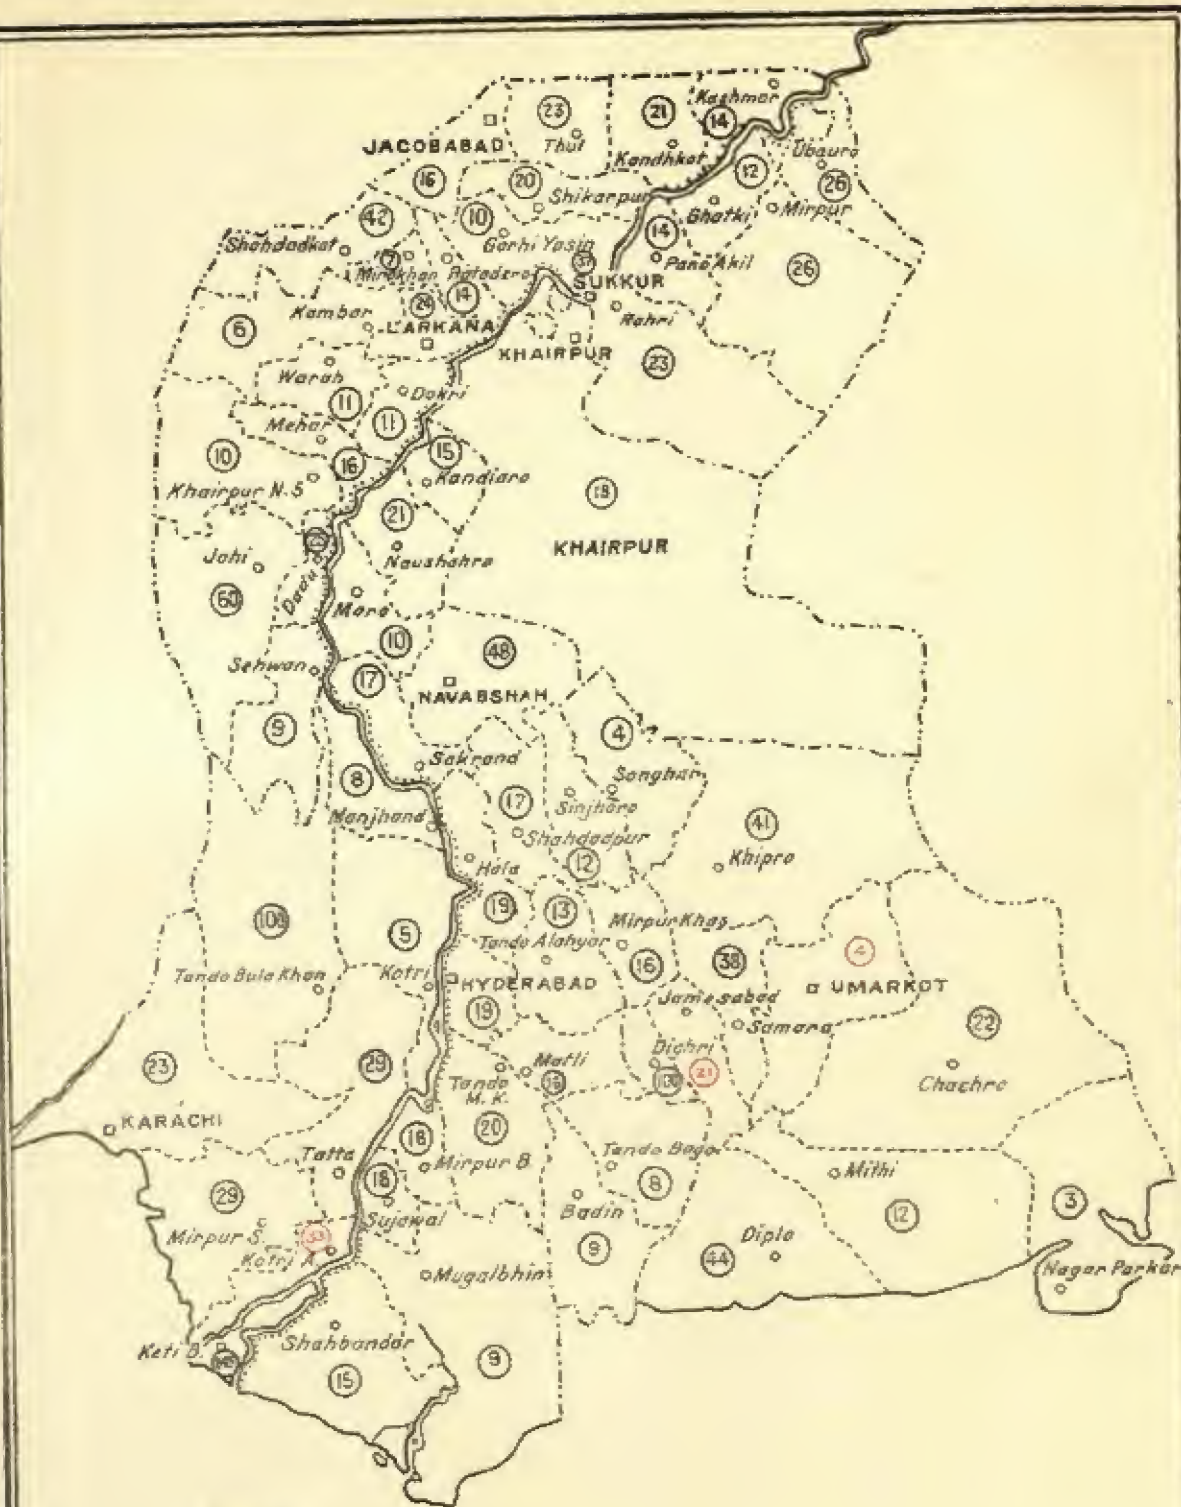 Kashmor
23
21
14
JACOBABAD
Thul
Kandhkot
Ubauro
16
20
12
26
Shikarpur
Ghotki
Mirpur
42
10
14
Shahdadkot
7
Garhi Yasin
37
Pano Akil
26
Mirokhan
Ratodero
SUKKUR
24
14
Kambar
Rohri
6
LARKANA
KHAIRPUR
23
Warah
Dokri
11
11
Mehar
10
16
15
Khairpur N.S
Kandiaro
18
21
Johi
Naushahro
KHAIRPUR
60
Dadu
Moro
10
48
Sehwan
17
NAVABSHAH
9
4
8
Sakrand
Songhar
Sinjhoro
17
Manjhand
Shahdadpur
41
12
Khipro
Hala
19
13
Mirpur Khas
5
Tando Alahyar
4
16
38
Tando Bula Khan
Kotri
HYDERABAD
UMARKOT
Jamesabad
19
Samaro
22
23
29
Matli
Dighri
21
100
Tando
M.K.
Chachro
KARACHI
18
20
Tatta
Mirpur B.
Tando Bago
Mithi
18
8
29
Sujawal
Badin
12
3
Mirpur S.
33
9
Diplo
44
Kotri A.
Mugalbhin
Nagar Parkar
Keti B.
Shahbandar
15
9